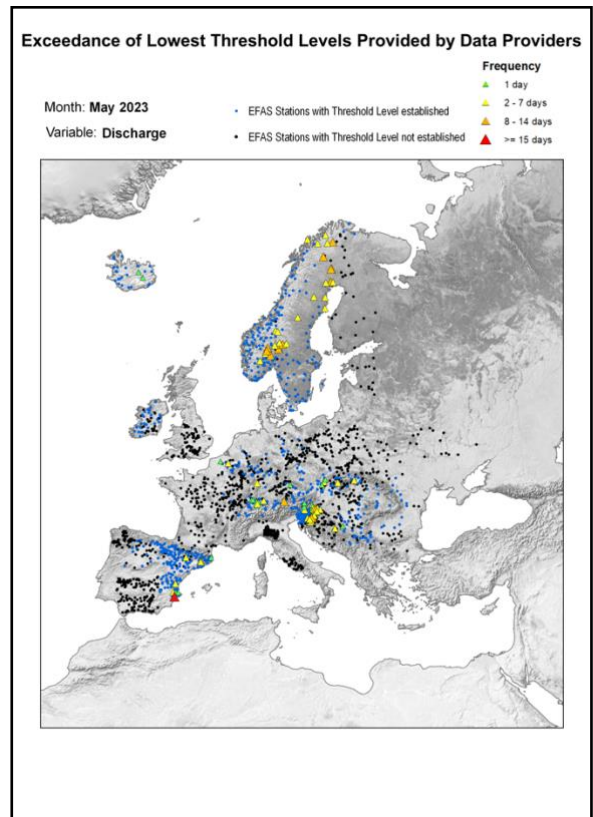 Exceedance of Lowest Threshold Levels Provided by Data Providers
Frequency
1 day
2 - 7 days
8 - 14 days
>= 15 days
Month: May 2023
Variable: Discharge
EFAS Stations with Threshold Level established
EFAS Stations with Threshold Level not established